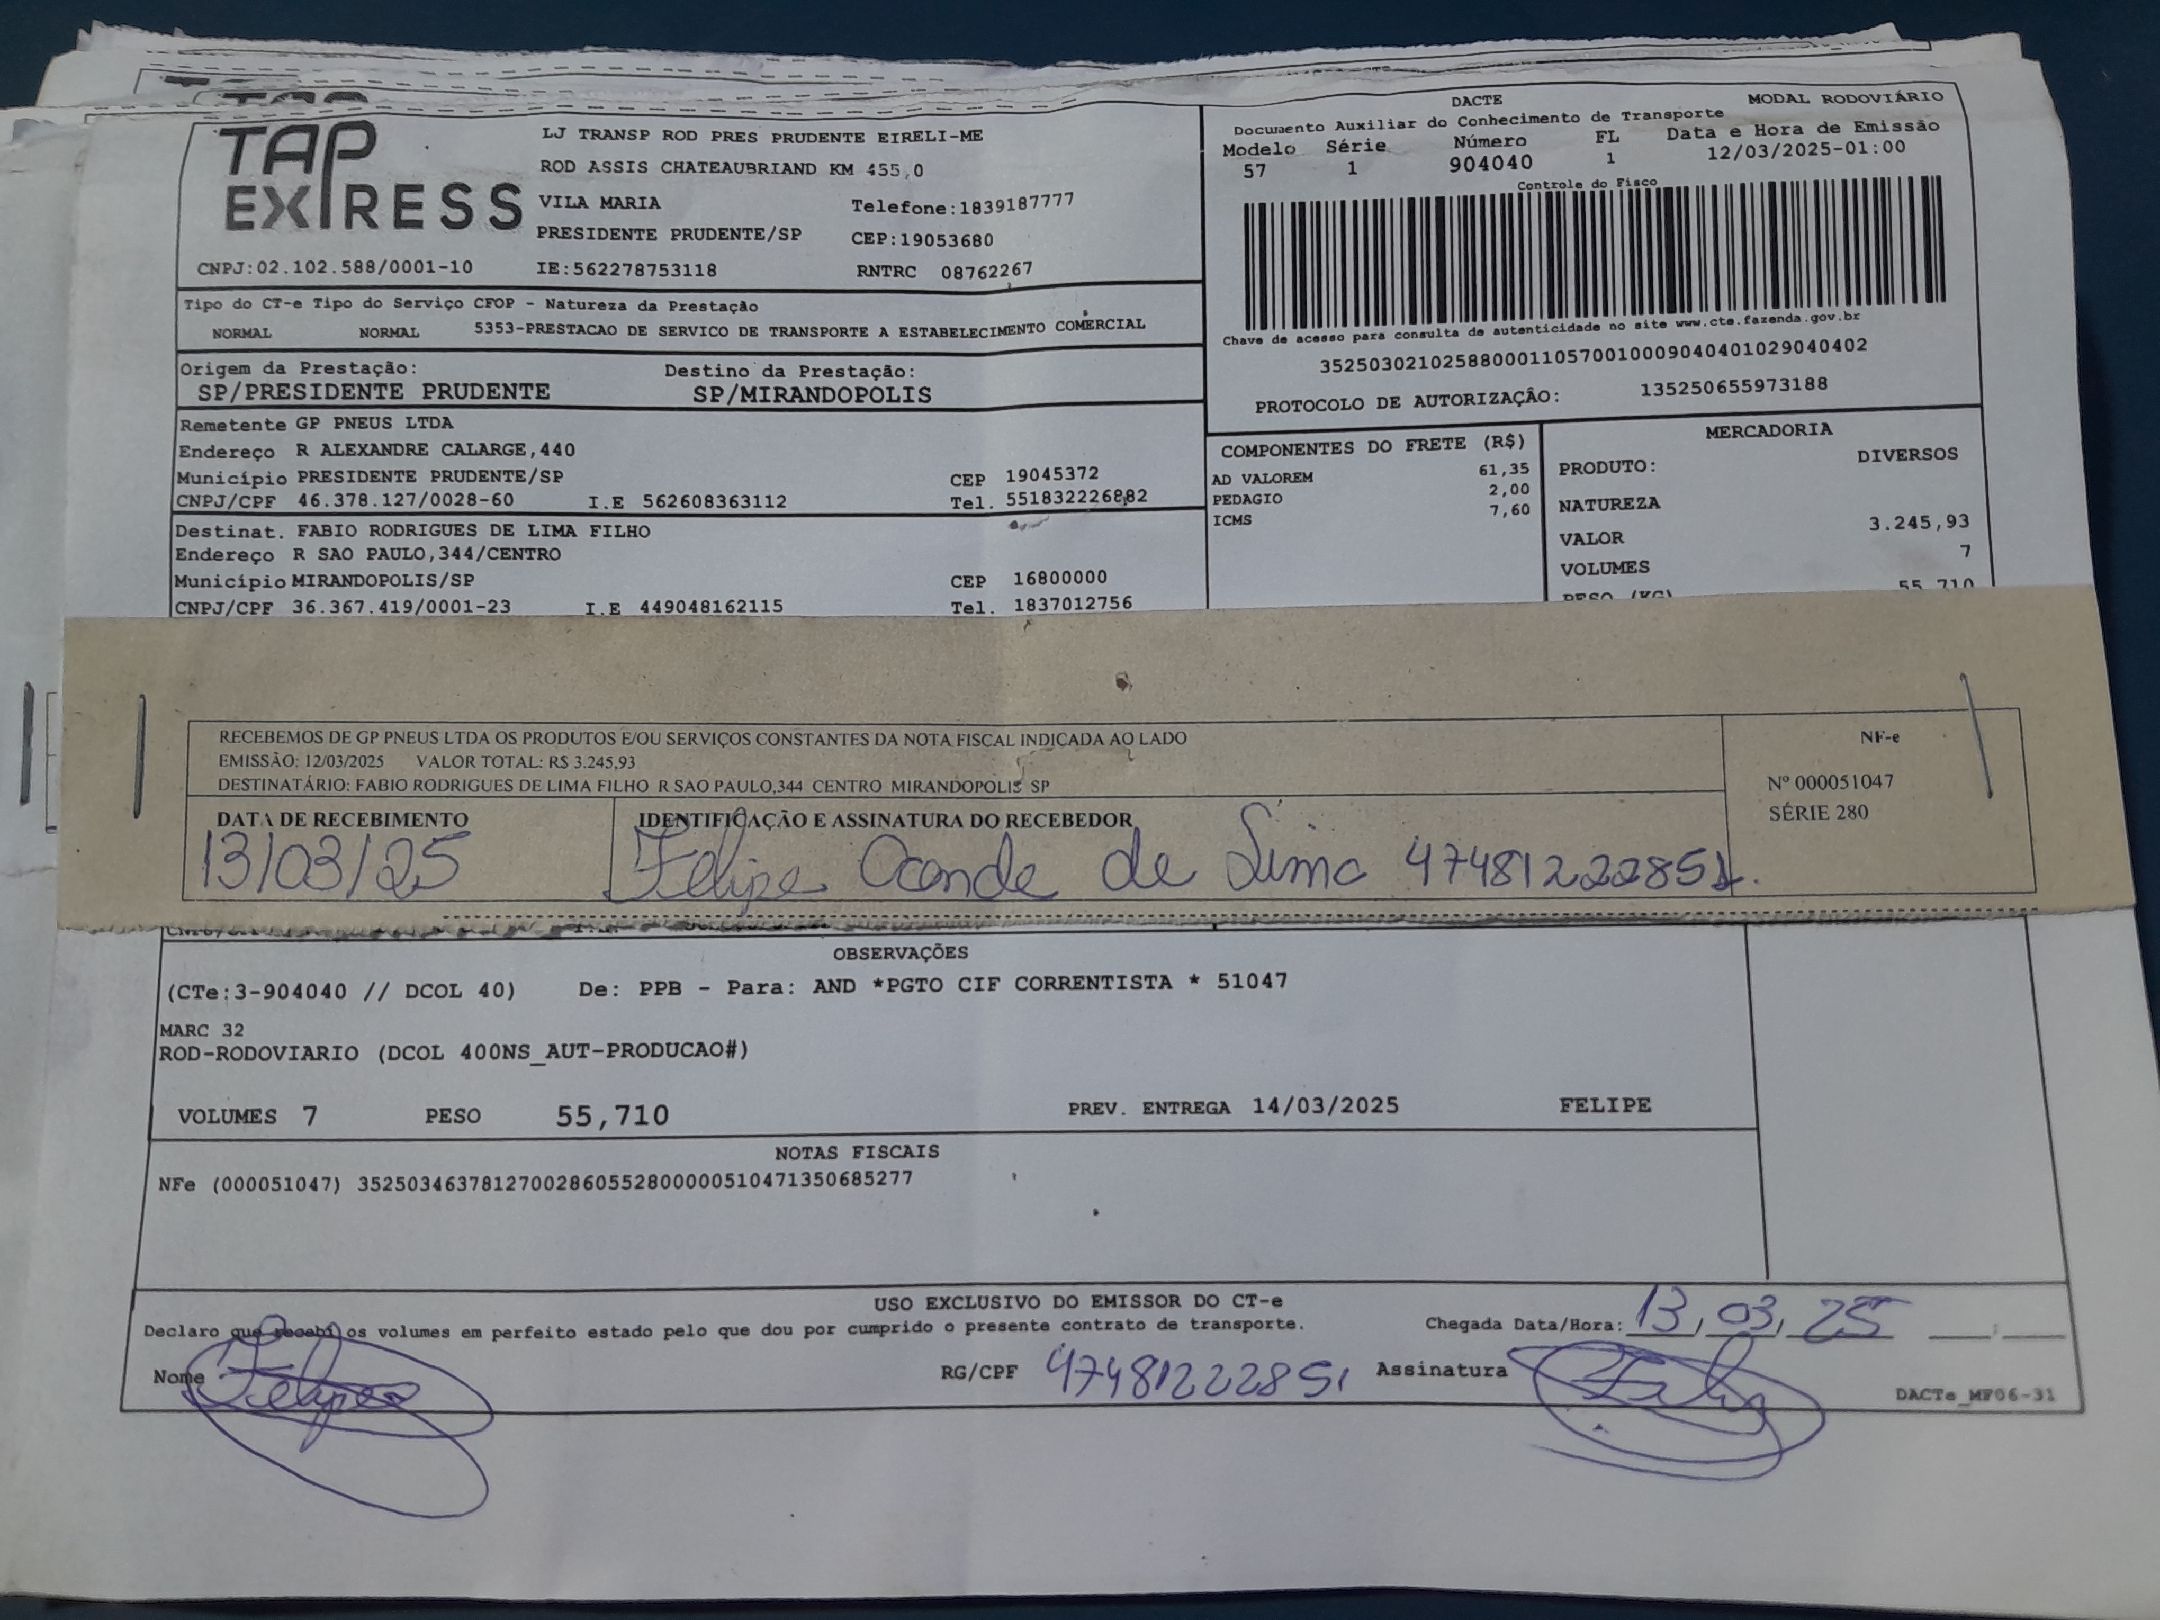 TAP EXPRESS
LJ TRANSP ROD PRES PRUDENTE EIRELI-ME
ROD ASSIS CHATEAUBRIAND KM 455,0
VILA MARIA Telefone:1839187777
PRESIDENTE PRUDENTE/SP CEP:19053680
CNPJ:02.102.588/0001-10 IE:562278753118 RNTRC 08762267
DACTE MODAL RODOVIÁRIO
Documento Auxiliar do Conhecimento de Transporte
Modelo Série Número FL Data e Hora de Emissão
57 1 904040 1 12/03/2025-01:00
Controle do Fisco
Chave de acesso para consulta de autenticidade no site www.cte.fazenda.gov.br
35250302102588000110570010009040401029040402
PROTOCOLO DE AUTORIZAÇÂO: 135250655973188
Tipo do CT-e Tipo do Serviço CFOP - Natureza da Prestação
NORMAL NORMAL 5353-PRESTACAO DE SERVICO DE TRANSPORTE A ESTABELECIMENTO COMERCIAL
Origem da Prestação: Destino da Prestação:
SP/PRESIDENTE PRUDENTE SP/MIRANDOPOLIS
Remetente GP PNEUS LTDA
Endereço R ALEXANDRE CALARGE,440
Município PRESIDENTE PRUDENTE/SP CEP 19045372
CNPJ/CPF 46.378.127/0028-60 I.E 562608363112 Tel. 551832226882
Destinat. FABIO RODRIGUES DE LIMA FILHO
Endereço R SAO PAULO,344/CENTRO
Município MIRANDOPOLIS/SP CEP 16800000
CNPJ/CPF 36.367.419/0001-23 I.E 449048162115 Tel. 1837012756
COMPONENTES DO FRETE (R$)
AD VALOREM 61,35
PEDAGIO 2,00
ICMS 7,60
MERCADORIA
PRODUTO: DIVERSOS
NATUREZA
VALOR 3.245,93
VOLUMES 7
PESO (KG) 55,710
RECEBEMOS DE GP PNEUS LTDA OS PRODUTOS E/OU SERVIÇOS CONSTANTES DA NOTA FISCAL INDICADA AO LADO
EMISSÃO: 12/03/2025 VALOR TOTAL: R$ 3.245,93
DESTINATÁRIO: FABIO RODRIGUES DE LIMA FILHO R SAO PAULO,344 CENTRO MIRANDOPOLIS SP
NF-e
Nº 000051047
SÉRIE 280
DATA DE RECEBIMENTO IDENTIFICAÇÃO E ASSINATURA DO RECEBEDOR
13/03/25 Felipe de Lima 47481222851.
OBSERVAÇÕES
(CTe:3-904040 // DCOL 40) De: PPB - Para: AND *PGTO CIF CORRENTISTA * 51047
MARC 32
ROD-RODOVIARIO (DCOL 400NS_AUT-PRODUCAO#)
VOLUMES 7 PESO 55,710 PREV. ENTREGA 14/03/2025 FELIPE
NOTAS FISCAIS
NFe (000051047) 35250346378127002860552800000510471350685277
USO EXCLUSIVO DO EMISSOR DO CT-e
Declaro que recebi os volumes em perfeito estado pelo que dou por cumprido o presente contrato de transporte. Chegada Data/Hora: 13,03,25
Nome Felipe RG/CPF 47481222851 Assinatura Felipe
DACTe_MF06-31